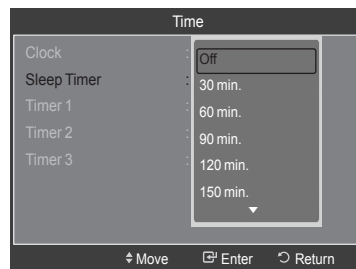 Time
Clock :
Sleep Timer :
Timer 1 :
Timer 2 :
Timer 3 :
Off
30 min.
60 min.
90 min.
120 min.
150 min.
Move Enter Return